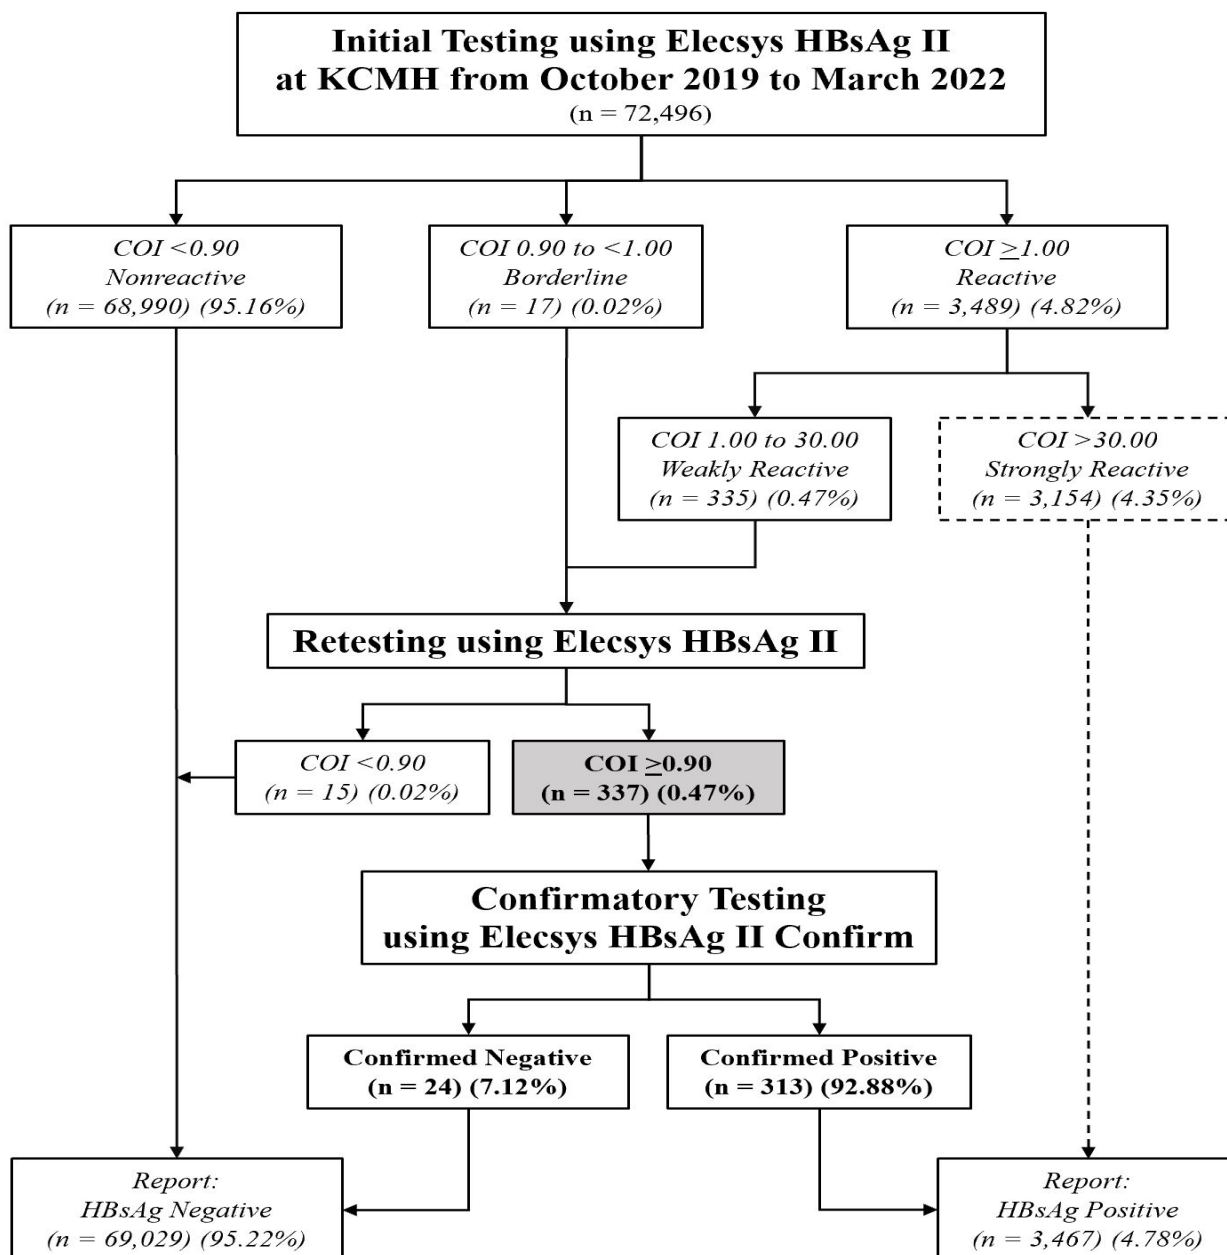 Initial Testing using Elecsys HBsAg II
at KCMH from October 2019 to March 2022
(n = 72,496)
COI <0.90
Nonreactive
(n = 68,990) (95.16%)
COI 0.90 to <1.00
Borderline
(n = 17) (0.02%)
COI ≥1.00
Reactive
(n = 3,489) (4.82%)
COI 1.00 to 30.00
Weakly Reactive
(n = 335) (0.47%)
COI >30.00
Strongly Reactive
(n = 3,154) (4.35%)
Retesting using Elecsys HBsAg II
COI <0.90
(n = 15) (0.02%)
COI ≥0.90
(n = 337) (0.47%)
Confirmatory Testing
using Elecsys HBsAg II Confirm
Confirmed Negative
(n = 24) (7.12%)
Confirmed Positive
(n = 313) (92.88%)
Report:
HBsAg Negative
(n = 69,029) (95.22%)
Report:
HBsAg Positive
(n = 3,467) (4.78%)